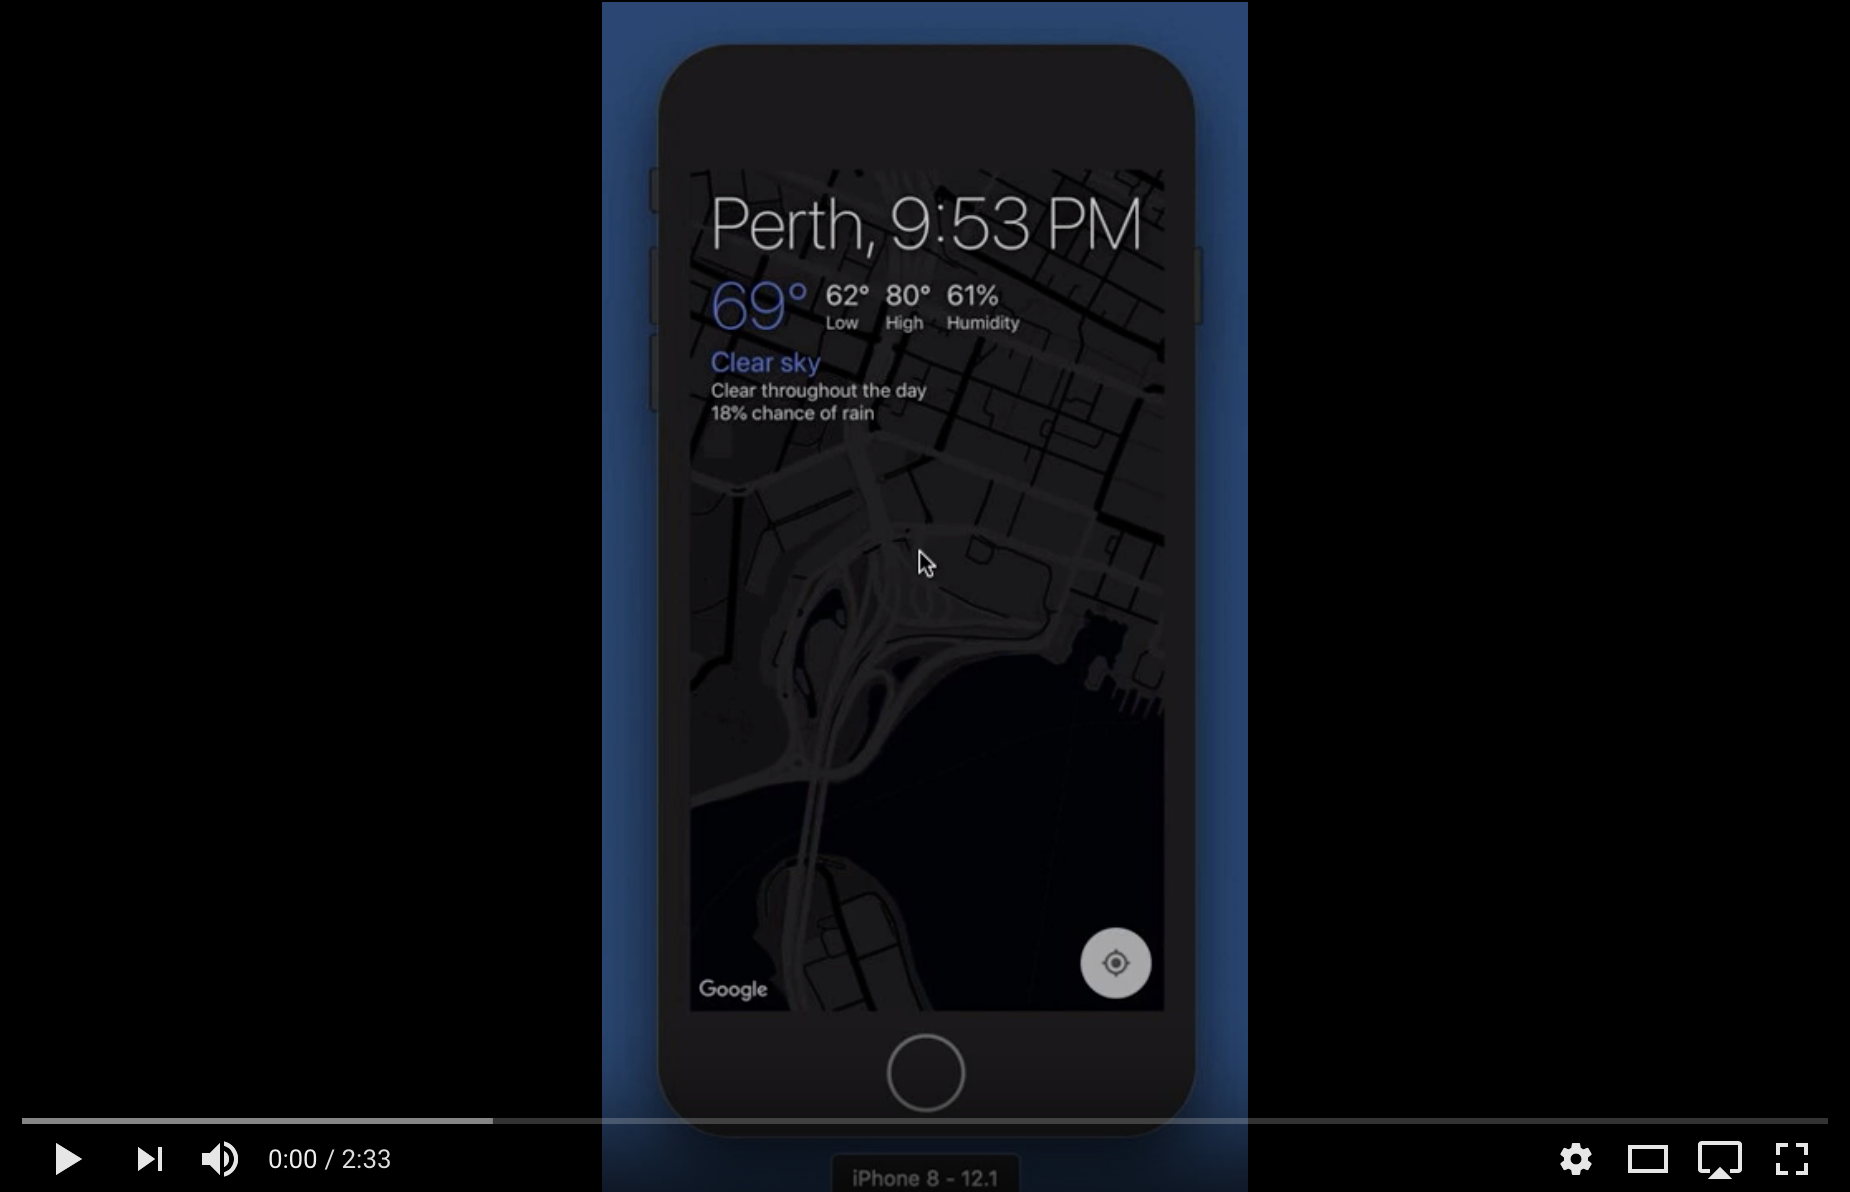 Perth, 9:53 PM
69° 62° 80° 61%
Low High Humidity
Clear sky
Clear throughout the day
18% chance of rain
Google
0:00 / 2:33
iPhone 8 - 12.1